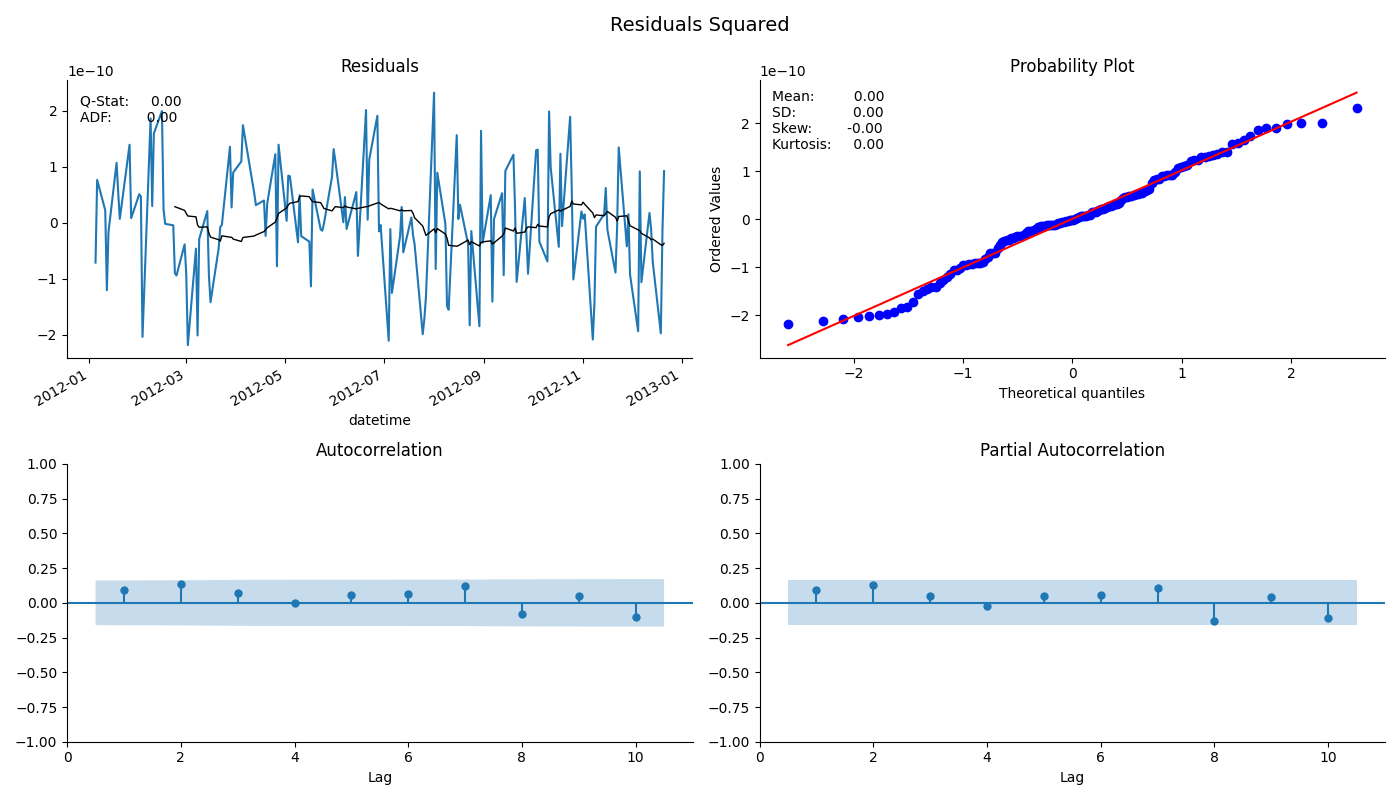 Residuals Squared
Residuals
1e−10
Q-Stat: 0.00
ADF: 0.00
2
1
0
−1
−2
2012-01
2012-03
2012-05
2012-07
2012-09
2012-11
2013-01
datetime
Probability Plot
1e−10
Mean: 0.00
SD: 0.00
Skew: -0.00
Kurtosis: 0.00
Ordered Values
2
1
0
−1
−2
−2
−1
0
1
2
Theoretical quantiles
Autocorrelation
1.00
0.75
0.50
0.25
0.00
−0.25
−0.50
−0.75
−1.00
0
2
4
6
8
10
Lag
Partial Autocorrelation
1.00
0.75
0.50
0.25
0.00
−0.25
−0.50
−0.75
−1.00
0
2
4
6
8
10
Lag